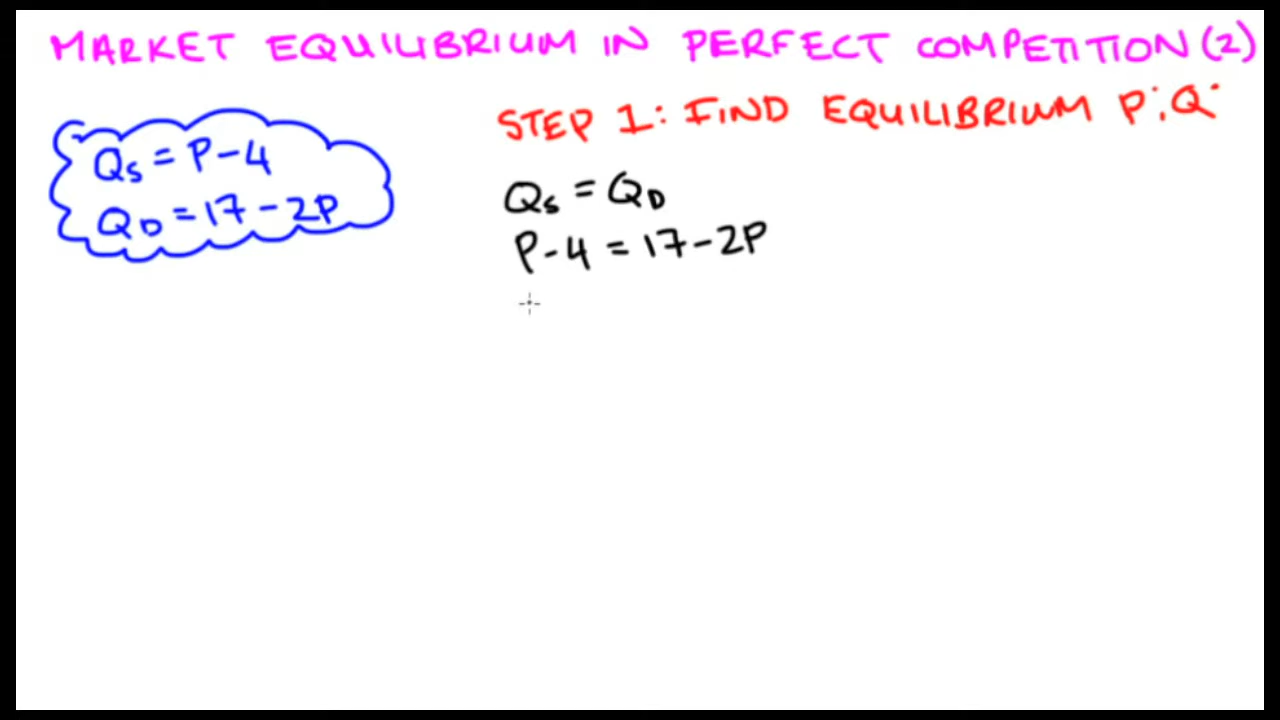 MARKET EQUILIBRIUM IN PERFECT COMPETITION (2)
STEP 1: FIND EQUILIBRIUM P*, Q*
Qs = P - 4
QD = 17 - 2P
Qs = QD
P - 4 = 17 - 2P